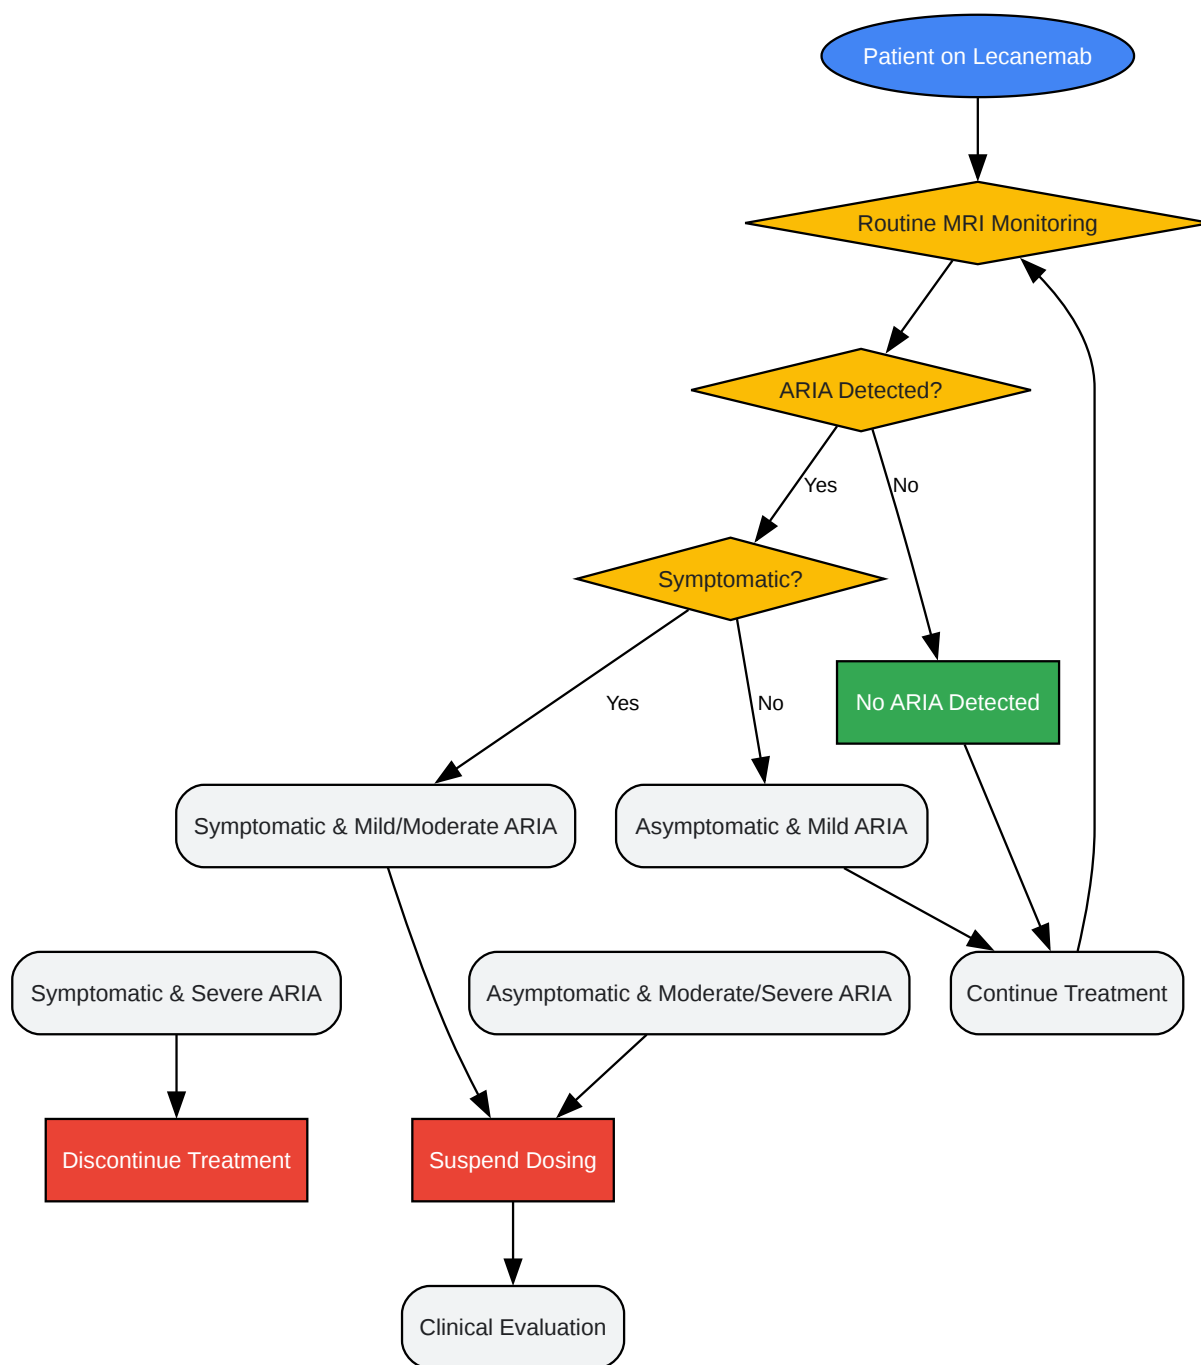 Patient on Lecanemab
Routine MRI Monitoring
ARIA Detected?
Yes
No
Symptomatic?
Yes
No
No ARIA Detected
Symptomatic & Mild/Moderate ARIA
Asymptomatic & Mild ARIA
Symptomatic & Severe ARIA
Asymptomatic & Moderate/Severe ARIA
Continue Treatment
Discontinue Treatment
Suspend Dosing
Clinical Evaluation